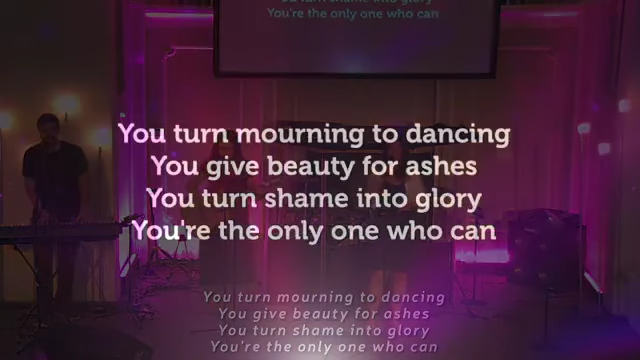 You turn shame into glory
You're the only one who can
You turn mourning to dancing
You give beauty for ashes
You turn shame into glory
You're the only one who can
You turn mourning to dancing
You give beauty for ashes
You turn shame into glory
You're the only one who can